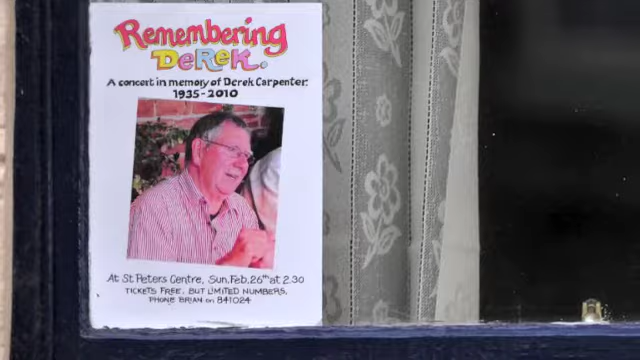 Remembering
DeReK.
A concert in memory of Derek Carpenter.
1935-2010
At St Peters Centre, Sun. Feb. 26th at 2.30
TICKETS FREE. BUT LIMITED NUMBERS.
PHONE BRIAN on 841024